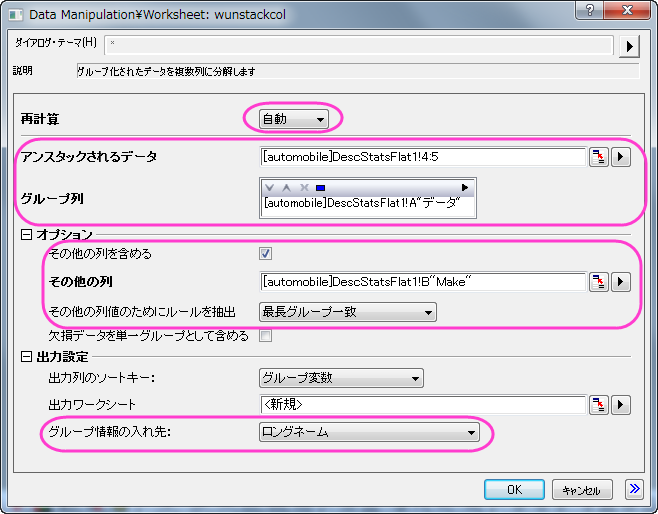 Data Manipulation¥Worksheet: wunstackcol
ダイアログ・テーマ(H) *
説明 グループ化されたデータを複数列に分解します
再計算 自動
アンスタックされるデータ [automobile]DescStatsFlat1!4:5
グループ列 [automobile]DescStatsFlat1!A"データ"
オプション
その他の列を含める
その他の列 [automobile]DescStatsFlat1!B"Make"
その他の列値のためにルールを抽出 最長グループ一致
欠損データを単一グループとして含める
出力設定
出力列のソートキー: グループ変数
出力ワークシート <新規>
グループ情報の入れ先: ロングネーム
OK キャンセル